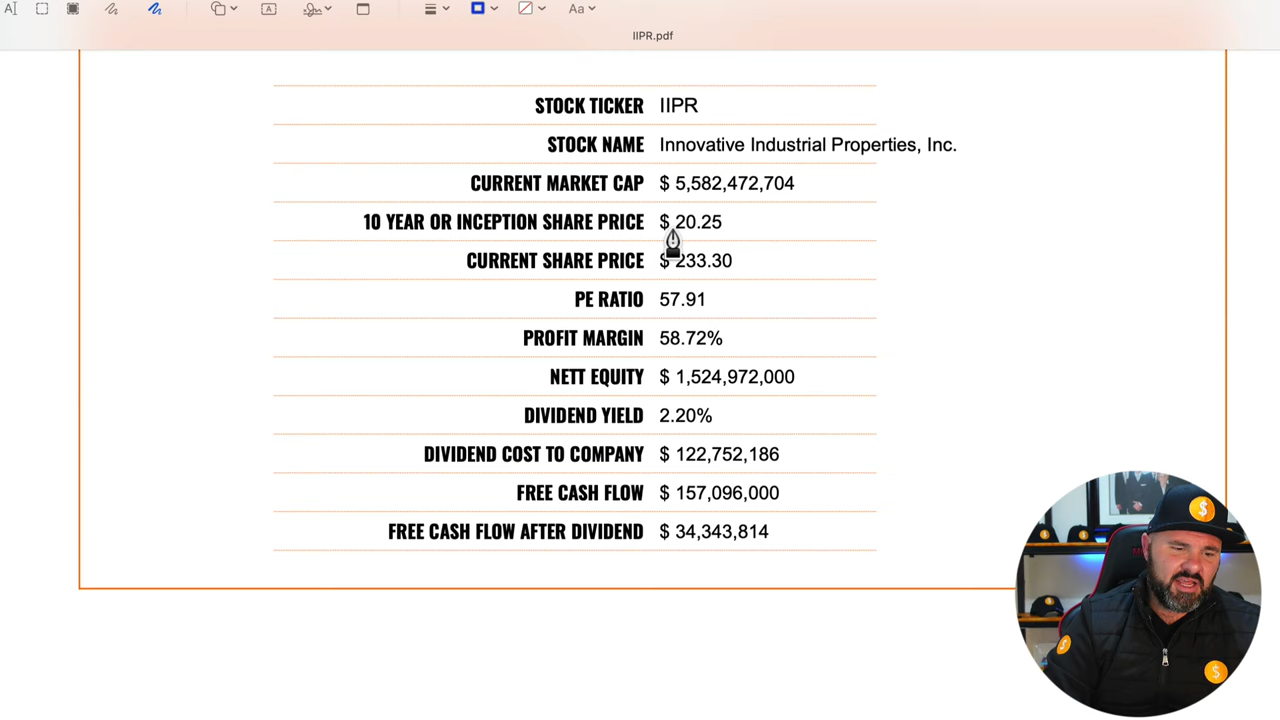 Aa
IIPR.pdf
STOCK TICKER IIPR
STOCK NAME Innovative Industrial Properties, Inc.
CURRENT MARKET CAP $ 5,582,472,704
10 YEAR OR INCEPTION SHARE PRICE $ 20.25
CURRENT SHARE PRICE $ 233.30
PE RATIO 57.91
PROFIT MARGIN 58.72%
NETT EQUITY $ 1,524,972,000
DIVIDEND YIELD 2.20%
DIVIDEND COST TO COMPANY $ 122,752,186
FREE CASH FLOW $ 157,096,000
FREE CASH FLOW AFTER DIVIDEND $ 34,343,814
$